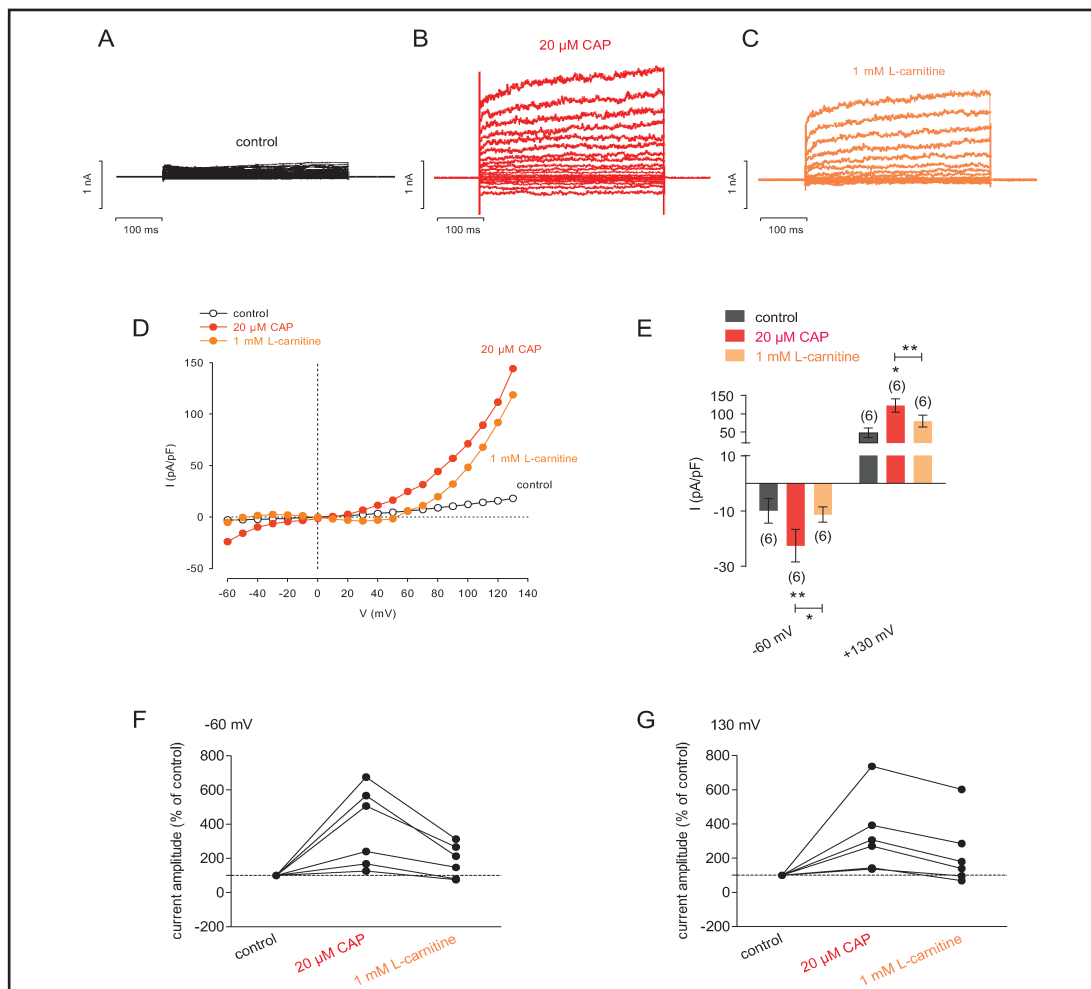 A
B
C
20 µM CAP
1 mM L-carnitine
control
1 nA
1 nA
1 nA
100 ms
100 ms
100 ms
D
control
20 µM CAP
1 mM L-carnitine
20 µM CAP
1 mM L-carnitine
control
150
100
50
0
-50
I (pA/pF)
-60 -40 -20 0 20 40 60 80 100 120 140
V (mV)
E
control
20 µM CAP
1 mM L-carnitine
**
*
(6)
(6)
(6)
150
100
50
10
-10
-30
I (pA/pF)
(6)
(6)
(6)
**
*
-60 mV
+130 mV
F
-60 mV
800
600
400
200
0
-200
current amplitude (% of control)
control
20 µM CAP
1 mM L-carnitine
G
130 mV
800
600
400
200
0
-200
current amplitude (% of control)
control
20 µM CAP
1 mM L-carnitine